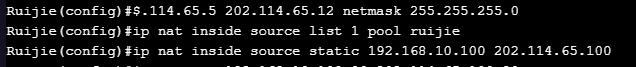 Ruijie(config)#$.114.65.5 202.114.65.12 netmask 255.255.255.0
Ruijie(config)#ip nat inside source list 1 pool ruijie
Ruijie(config)#ip nat inside source static 192.168.10.100 202.114.65.100